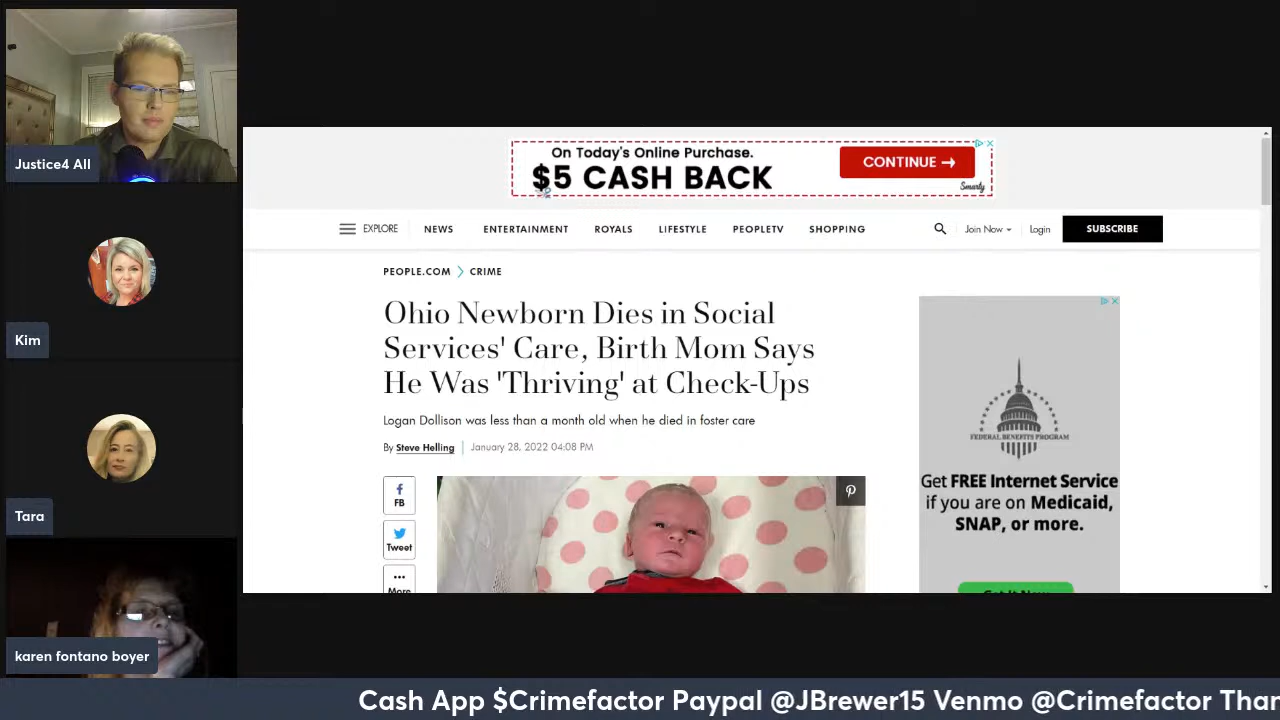 Justice4 All
Kim
Tara
karen fontano boyer
On Today's Online Purchase.
$5 CASH BACK
CONTINUE →
Smarty
EXPLORE
NEWS
ENTERTAINMENT
ROYALS
LIFESTYLE
PEOPLETV
SHOPPING
Join Now
Login
SUBSCRIBE
PEOPLE.COM > CRIME
Ohio Newborn Dies in Social
Services' Care, Birth Mom Says
He Was 'Thriving' at Check-Ups
Logan Dollison was less than a month old when he died in foster care
By Steve Helling | January 28, 2022 04:08 PM
FB
Tweet
More
FEDERAL BENEFITS PROGRAM
Get FREE Internet Service
if you are on Medicaid,
SNAP, or more.
Get It Now
Cash App $Crimefactor Paypal @JBrewer15 Venmo @Crimefactor Than